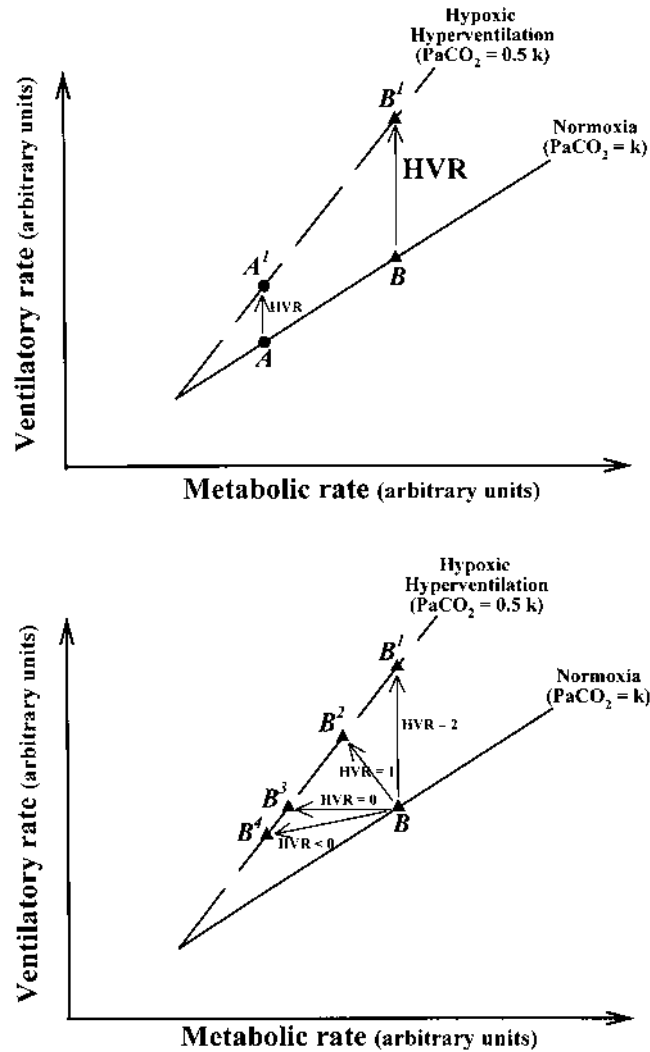 Hypoxic
Hyperventilation
(PaCO₂ = 0.5 k)
B¹
Normoxia
(PaCO₂ = k)
HVR
A¹
HVR
B
A
Ventilatory rate (arbitrary units)
Metabolic rate (arbitrary units)
Hypoxic
Hyperventilation
(PaCO₂ = 0.5 k)
B¹
Normoxia
(PaCO₂ = k)
B²
HVR = 2
HVR = 1
B³
HVR = 0
B
B⁴
HVR < 0
Ventilatory rate (arbitrary units)
Metabolic rate (arbitrary units)